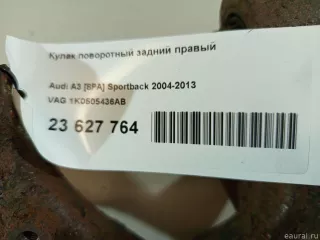 Кулак поворотный задний правый
Audi A3 [8PA] Sportback 2004-2013
VAG 1K0505436AB
23 627 764
eaurai.ru